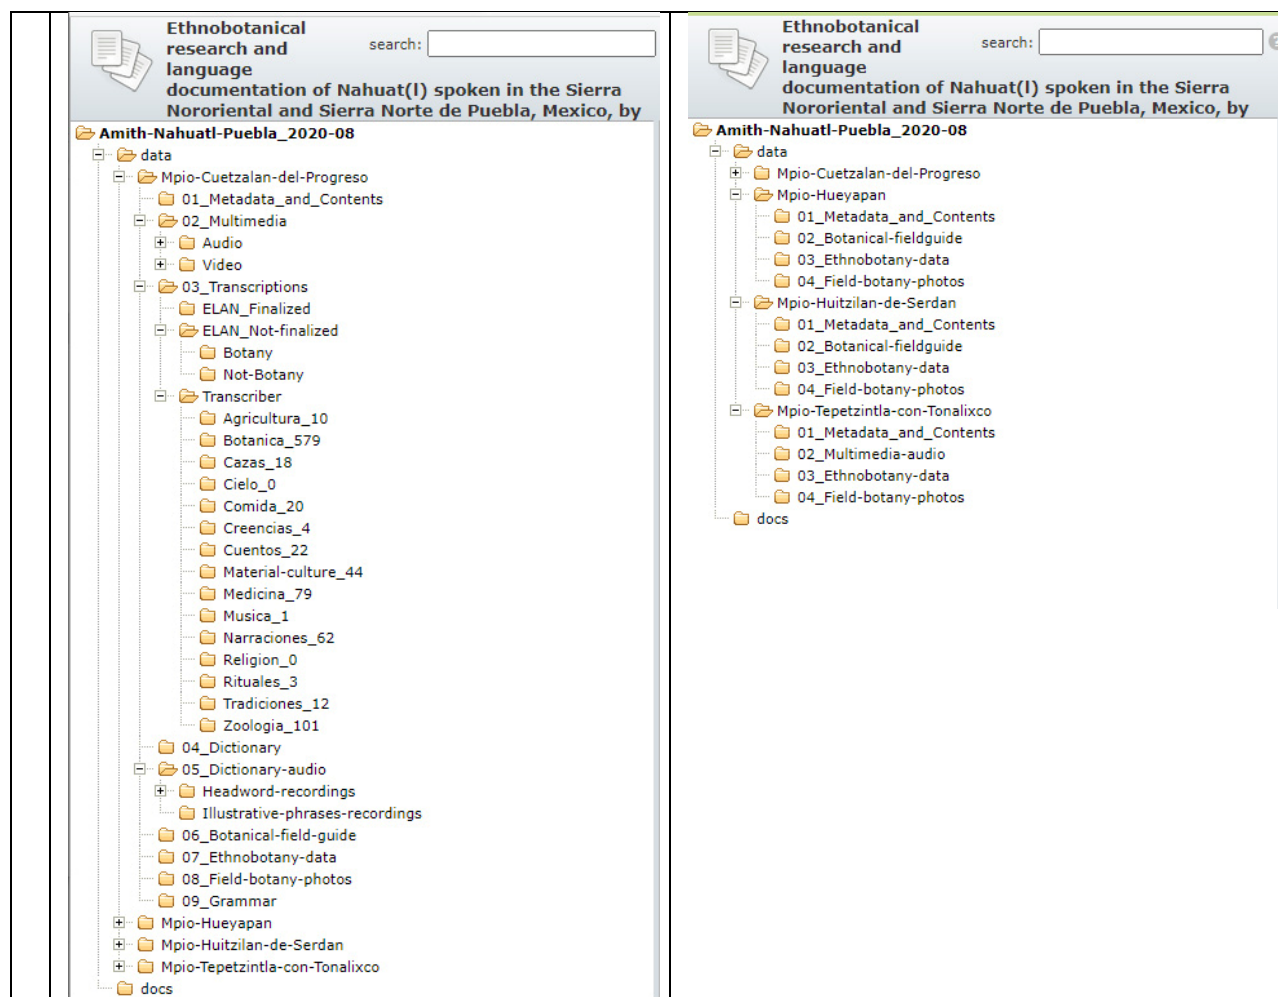 Ethnobotanical
research and
language
documentation of Nahuat(l) spoken in the Sierra
Nororiental and Sierra Norte de Puebla, Mexico, by
search:
Amith-Nahuatl-Puebla_2020-08
data
Mpio-Cuetzalan-del-Progreso
01_Metadata_and_Contents
02_Multimedia
Audio
Video
03_Transcriptions
ELAN_Finalized
ELAN_Not-finalized
Botany
Not-Botany
Transcriber
Agricultura_10
Botanica_579
Cazas_18
Cielo_0
Comida_20
Creencias_4
Cuentos_22
Material-culture_44
Medicina_79
Musica_1
Narraciones_62
Religion_0
Rituales_3
Tradiciones_12
Zoologia_101
04_Dictionary
05_Dictionary-audio
Headword-recordings
Illustrative-phrases-recordings
06_Botanical-field-guide
07_Ethnobotany-data
08_Field-botany-photos
09_Grammar
Mpio-Hueyapan
Mpio-Huitzilan-de-Serdan
Mpio-Tepetzintla-con-Tonalixco
docs
Ethnobotanical
research and
language
documentation of Nahuat(l) spoken in the Sierra
Nororiental and Sierra Norte de Puebla, Mexico, by
search:
Amith-Nahuatl-Puebla_2020-08
data
Mpio-Cuetzalan-del-Progreso
Mpio-Hueyapan
01_Metadata_and_Contents
02_Botanical-fieldguide
03_Ethnobotany-data
04_Field-botany-photos
Mpio-Huitzilan-de-Serdan
01_Metadata_and_Contents
02_Botanical-fieldguide
03_Ethnobotany-data
04_Field-botany-photos
Mpio-Tepetzintla-con-Tonalixco
01_Metadata_and_Contents
02_Multimedia-audio
03_Ethnobotany-data
04_Field-botany-photos
docs